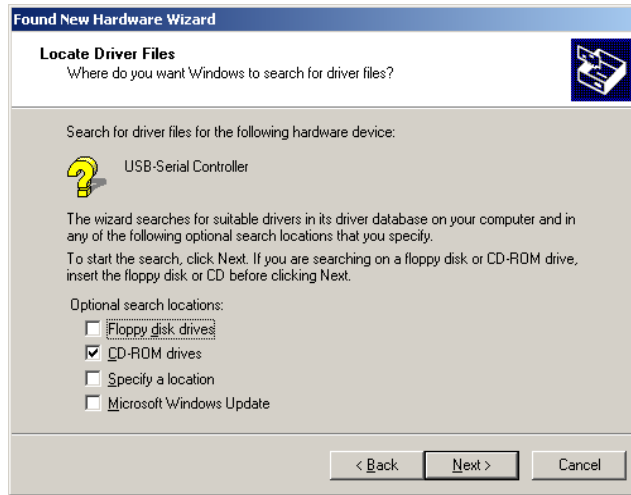 Found New Hardware Wizard
Locate Driver Files
Where do you want Windows to search for driver files?
Search for driver files for the following hardware device:
USB-Serial Controller
The wizard searches for suitable drivers in its driver database on your computer and in
any of the following optional search locations that you specify.
To start the search, click Next. If you are searching on a floppy disk or CD-ROM drive,
insert the floppy disk or CD before clicking Next.
Optional search locations:
Floppy disk drives
CD-ROM drives
Specify a location
Microsoft Windows Update
< Back Next > Cancel